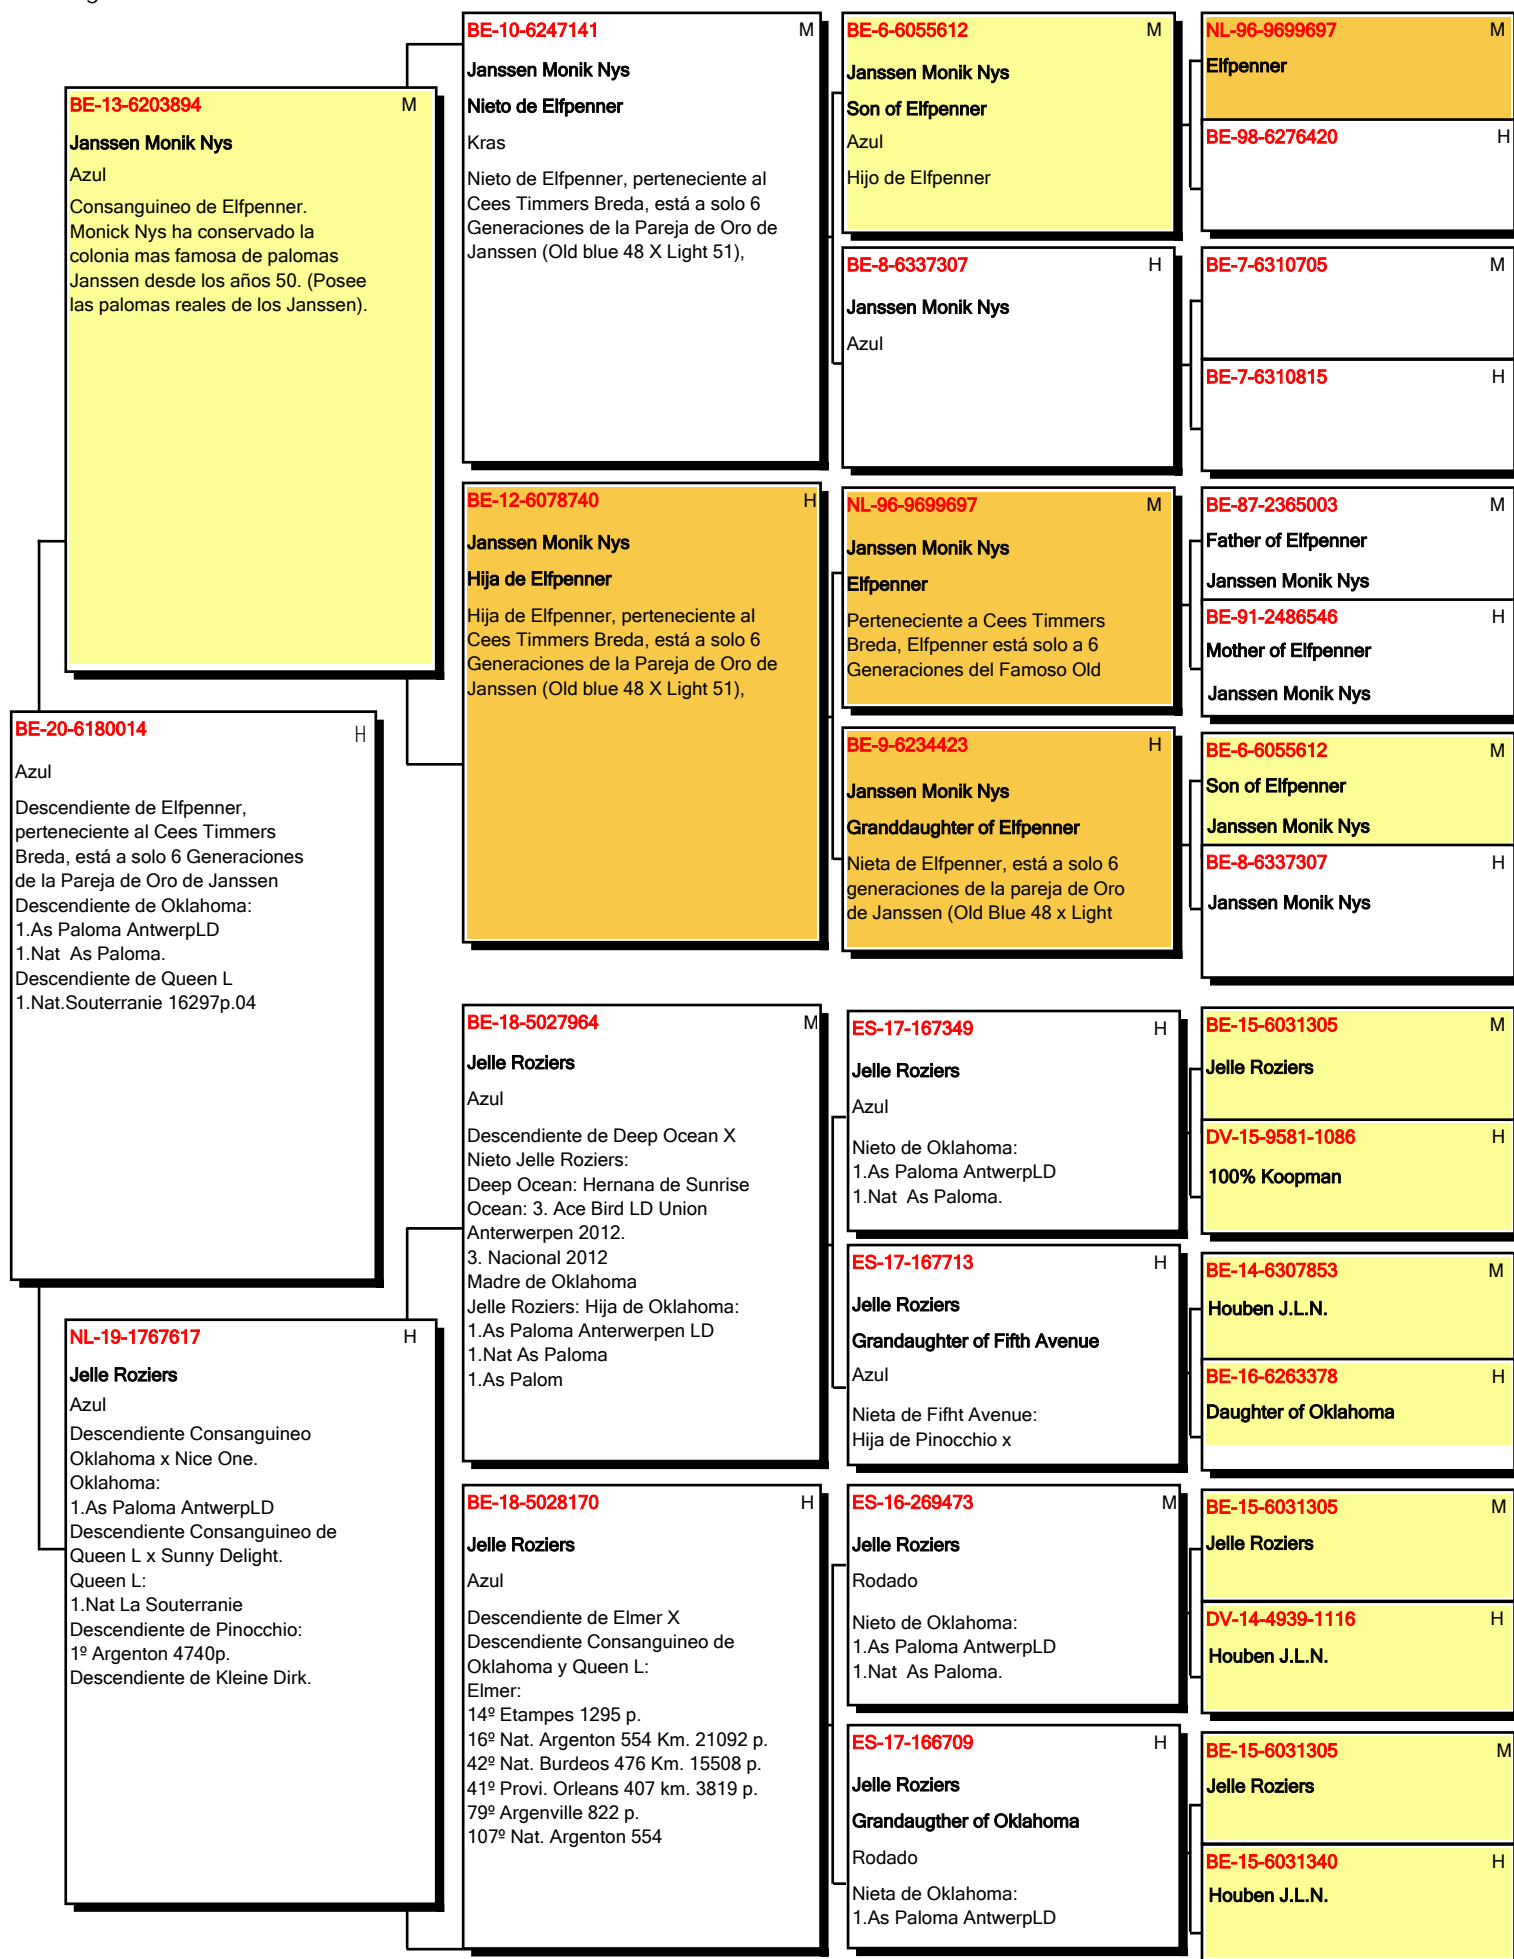 BE-20-6180014 H
Azul
Descendiente de Elfpenner,
perteneciente al Cees Timmers
Breda, está a solo 6 Generaciones
de la Pareja de Oro de Janssen
Descendiente de Oklahoma:
1.As Paloma AntwerpLD
1.Nat As Paloma.
Descendiente de Queen L
1.Nat.Souterranie 16297p.04
BE-13-6203894 M
Janssen Monik Nys
Azul
Consanguineo de Elfpenner.
Monick Nys ha conservado la
colonia mas famosa de palomas
Janssen desde los años 50. (Posee
las palomas reales de los Janssen).
NL-19-1767617 H
Jelle Roziers
Azul
Descendiente Consanguineo
Oklahoma x Nice One.
Oklahoma:
1.As Paloma AntwerpLD
Descendiente Consanguineo de
Queen L x Sunny Delight.
Queen L:
1.Nat La Souterranie
Descendiente de Pinocchio:
1º Argenton 4740p.
Descendiente de Kleine Dirk.
BE-10-6247141 M
Janssen Monik Nys
Nieto de Elfpenner
Kras
Nieto de Elfpenner, perteneciente al
Cees Timmers Breda, está a solo 6
Generaciones de la Pareja de Oro de
Janssen (Old blue 48 X Light 51),
BE-12-6078740 H
Janssen Monik Nys
Hija de Elfpenner
Hija de Elfpenner, perteneciente al
Cees Timmers Breda, está a solo 6
Generaciones de la Pareja de Oro de
Janssen (Old blue 48 X Light 51),
BE-18-5027964 M
Jelle Roziers
Azul
Descendiente de Deep Ocean X
Nieto Jelle Roziers:
Deep Ocean: Hernana de Sunrise
Ocean: 3. Ace Bird LD Union
Anterwerpen 2012.
3. Nacional 2012
Madre de Oklahoma
Jelle Roziers: Hija de Oklahoma:
1.As Paloma Anterwerpen LD
1.Nat As Paloma
1.As Palom
BE-18-5028170 H
Jelle Roziers
Azul
Descendiente de Elmer X
Descendiente Consanguineo de
Oklahoma y Queen L:
Elmer:
14º Etampes 1295 p.
16º Nat. Argenton 554 Km. 21092 p.
42º Nat. Burdeos 476 Km. 15508 p.
41º Provi. Orleans 407 km. 3819 p.
79º Argenville 822 p.
107º Nat. Argenton 554
BE-6-6055612 M
Janssen Monik Nys
Son of Elfpenner
Azul
Hijo de Elfpenner
BE-8-6337307 H
Janssen Monik Nys
Azul
NL-96-9699697 M
Janssen Monik Nys
Elfpenner
Perteneciente a Cees Timmers
Breda, Elfpenner está solo a 6
Generaciones del Famoso Old
BE-9-6234423 H
Janssen Monik Nys
Granddaughter of Elfpenner
Nieta de Elfpenner, está a solo 6
generaciones de la pareja de Oro
de Janssen (Old Blue 48 x Light
ES-17-167349 H
Jelle Roziers
Azul
Nieto de Oklahoma:
1.As Paloma AntwerpLD
1.Nat As Paloma.
ES-17-167713 H
Jelle Roziers
Grandaughter of Fifth Avenue
Azul
Nieta de Fifht Avenue:
Hija de Pinocchio x
ES-16-269473 M
Jelle Roziers
Rodado
Nieto de Oklahoma:
1.As Paloma AntwerpLD
1.Nat As Paloma.
ES-17-166709 H
Jelle Roziers
Grandaugther of Oklahoma
Rodado
Nieta de Oklahoma:
1.As Paloma AntwerpLD
NL-96-9699697 M
Elfpenner
BE-98-6276420 H
BE-7-6310705 M
BE-7-6310815 H
BE-87-2365003 M
Father of Elfpenner
Janssen Monik Nys
BE-91-2486546 H
Mother of Elfpenner
Janssen Monik Nys
BE-6-6055612 M
Son of Elfpenner
Janssen Monik Nys
BE-8-6337307 H
Janssen Monik Nys
BE-15-6031305 M
Jelle Roziers
DV-15-9581-1086 H
100% Koopman
BE-14-6307853 M
Houben J.L.N.
BE-16-6263378 H
Daughter of Oklahoma
BE-15-6031305 M
Jelle Roziers
DV-14-4939-1116 H
Houben J.L.N.
BE-15-6031305 M
Jelle Roziers
BE-15-6031340 H
Houben J.L.N.